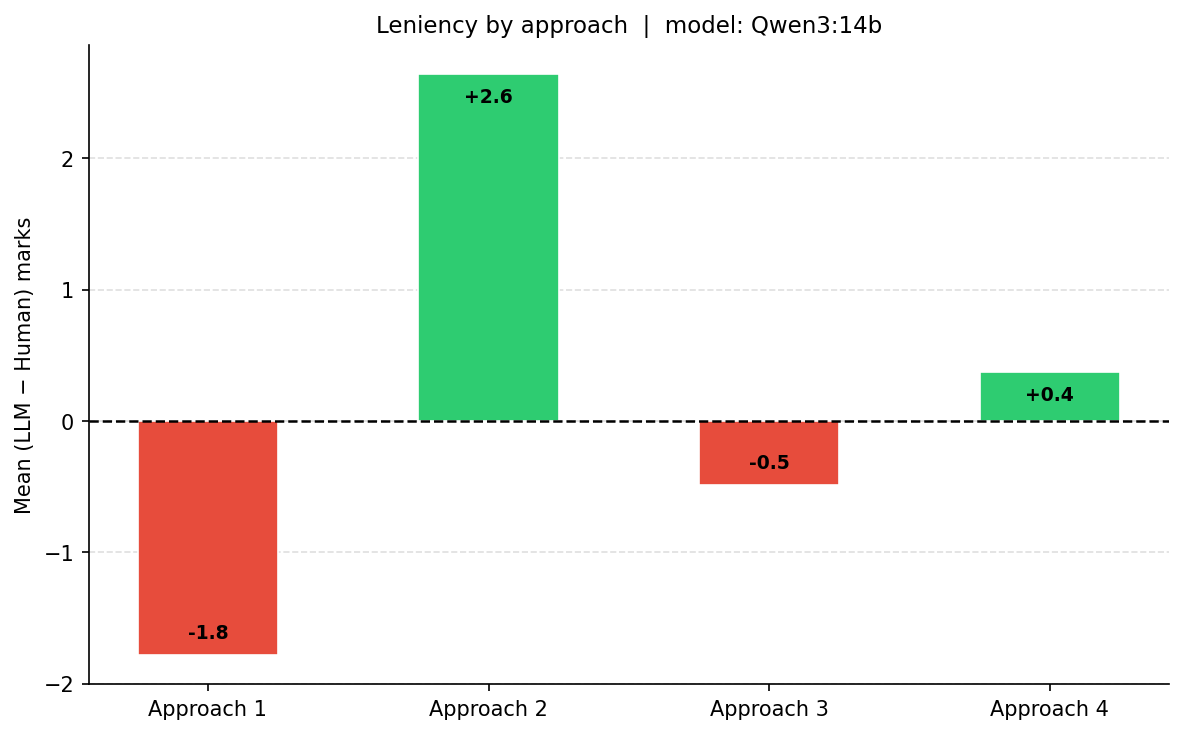 Leniency by approach | model: Qwen3:14b
Mean (LLM − Human) marks
2
1
0
−1
−2
+2.6
+0.4
-0.5
-1.8
Approach 1
Approach 2
Approach 3
Approach 4